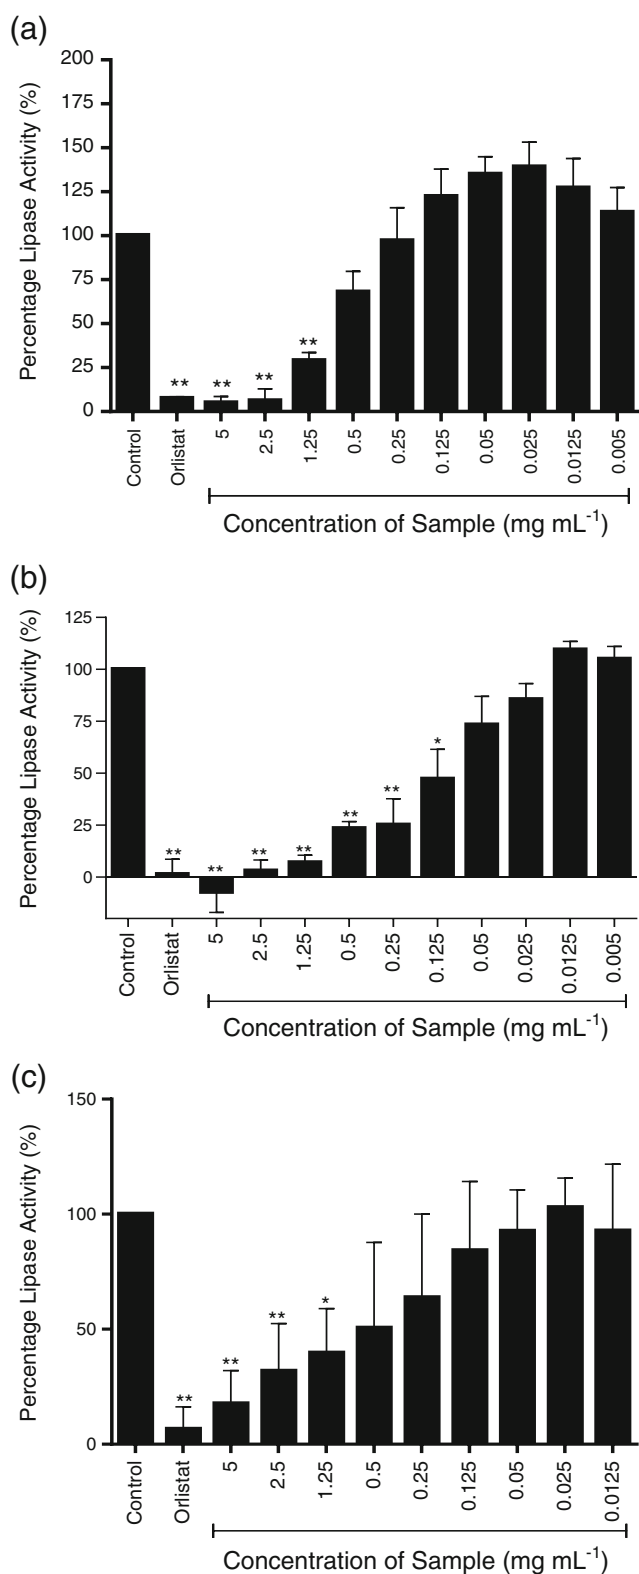 (a)
Percentage Lipase Activity (%)
200
175
150
125
100
75
50
25
0
** ** ** **
Control Orlistat 5 2.5 1.25 0.5 0.25 0.125 0.05 0.025 0.0125 0.005
Concentration of Sample (mg mL⁻¹)
(b)
Percentage Lipase Activity (%)
125
100
75
50
25
0
** ** ** ** ** ** *
Control Orlistat 5 2.5 1.25 0.5 0.25 0.125 0.05 0.025 0.0125 0.005
Concentration of Sample (mg mL⁻¹)
(c)
Percentage Lipase Activity (%)
150
100
50
0
** ** ** *
Control Orlistat 5 2.5 1.25 0.5 0.25 0.125 0.05 0.025 0.0125
Concentration of Sample (mg mL⁻¹)